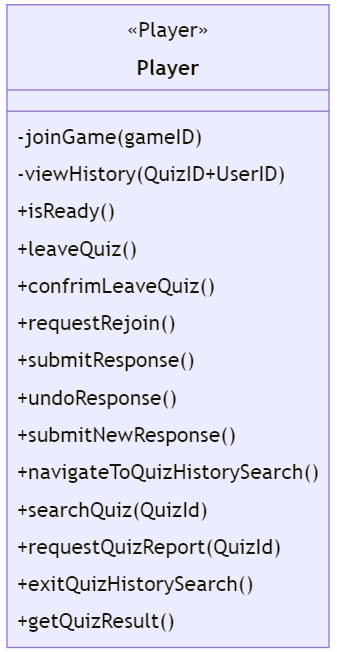 «Player»
Player
-joinGame(gameID)
-viewHistory(QuizID+UserID)
+isReady()
+leaveQuiz()
+confrimLeaveQuiz()
+requestRejoin()
+submitResponse()
+undoResponse()
+submitNewResponse()
+navigateToQuizHistorySearch()
+searchQuiz(QuizId)
+requestQuizReport(QuizId)
+exitQuizHistorySearch()
+getQuizResult()